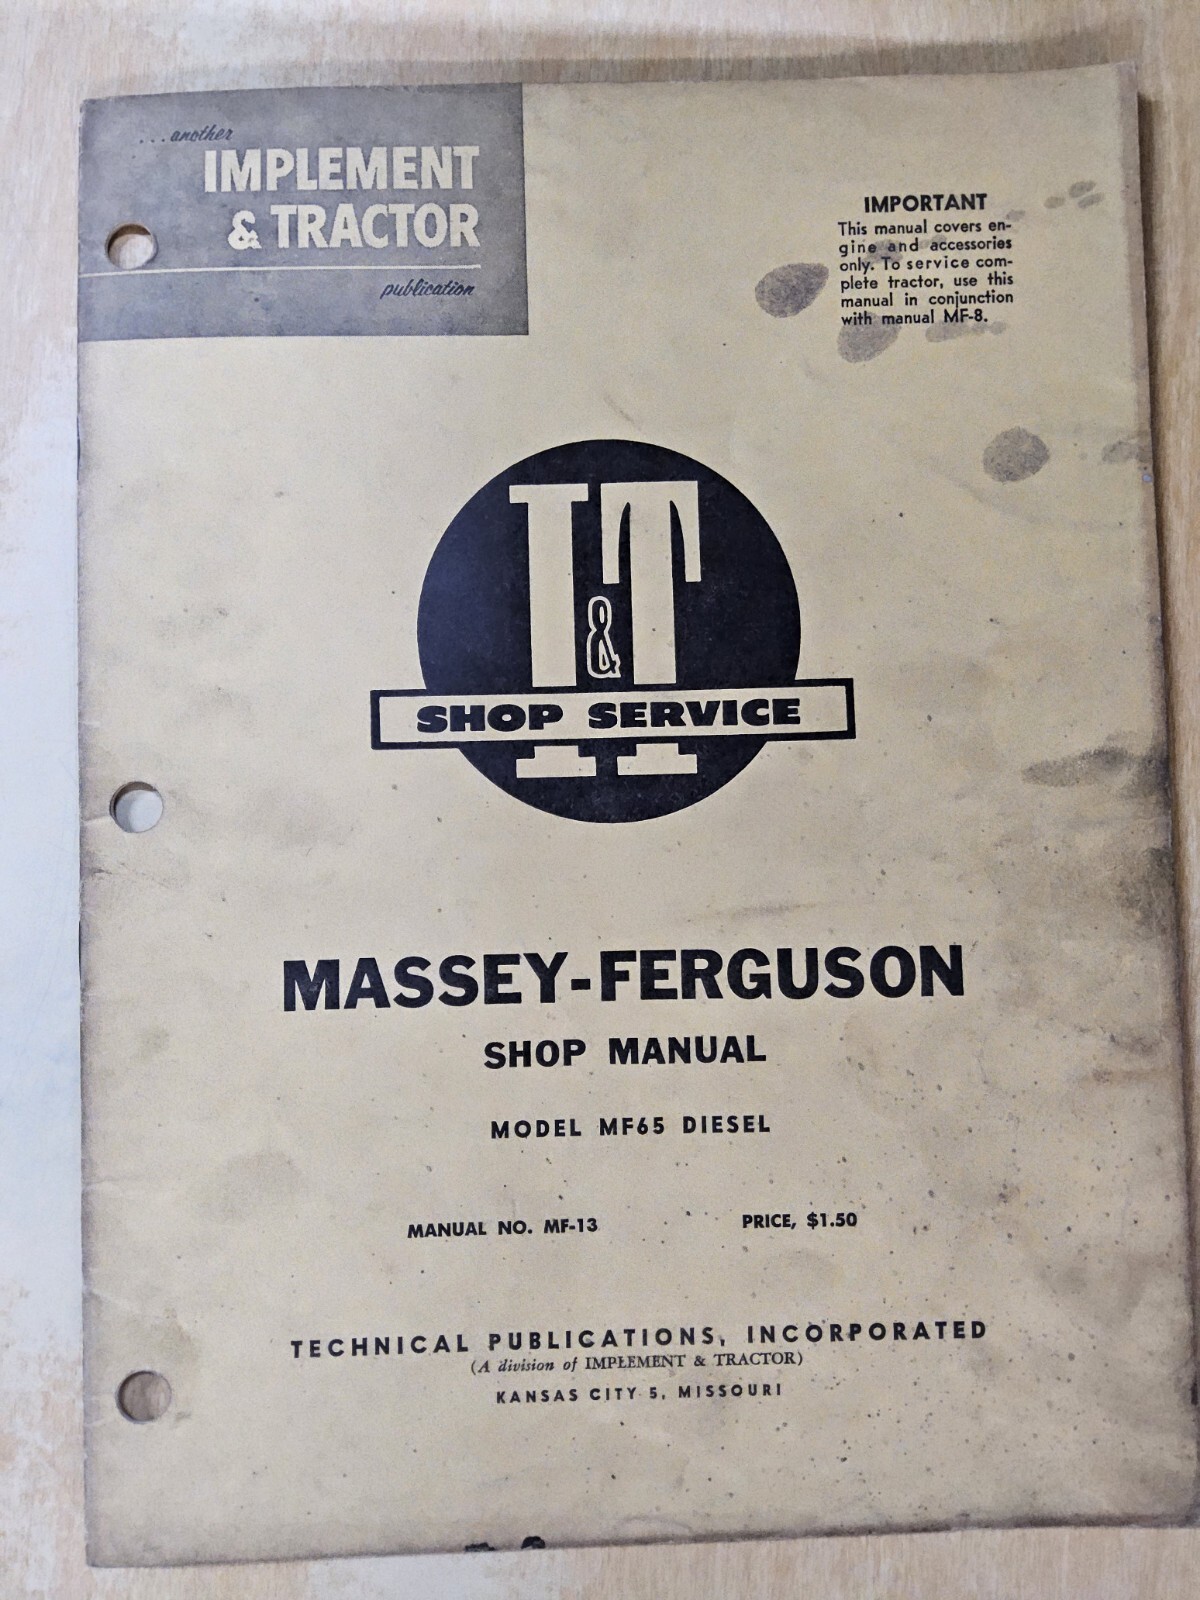 ...another
IMPLEMENT
& TRACTOR
publication
IMPORTANT
This manual covers en-
gine and accessories
only. To service com-
plete tractor, use this
manual in conjunction
with manual MF-8.
I&T
SHOP SERVICE
MASSEY-FERGUSON
SHOP MANUAL
MODEL MF65 DIESEL
MANUAL NO. MF-13 PRICE, $1.50
TECHNICAL PUBLICATIONS, INCORPORATED
(A division of IMPLEMENT & TRACTOR)
KANSAS CITY 5, MISSOURI